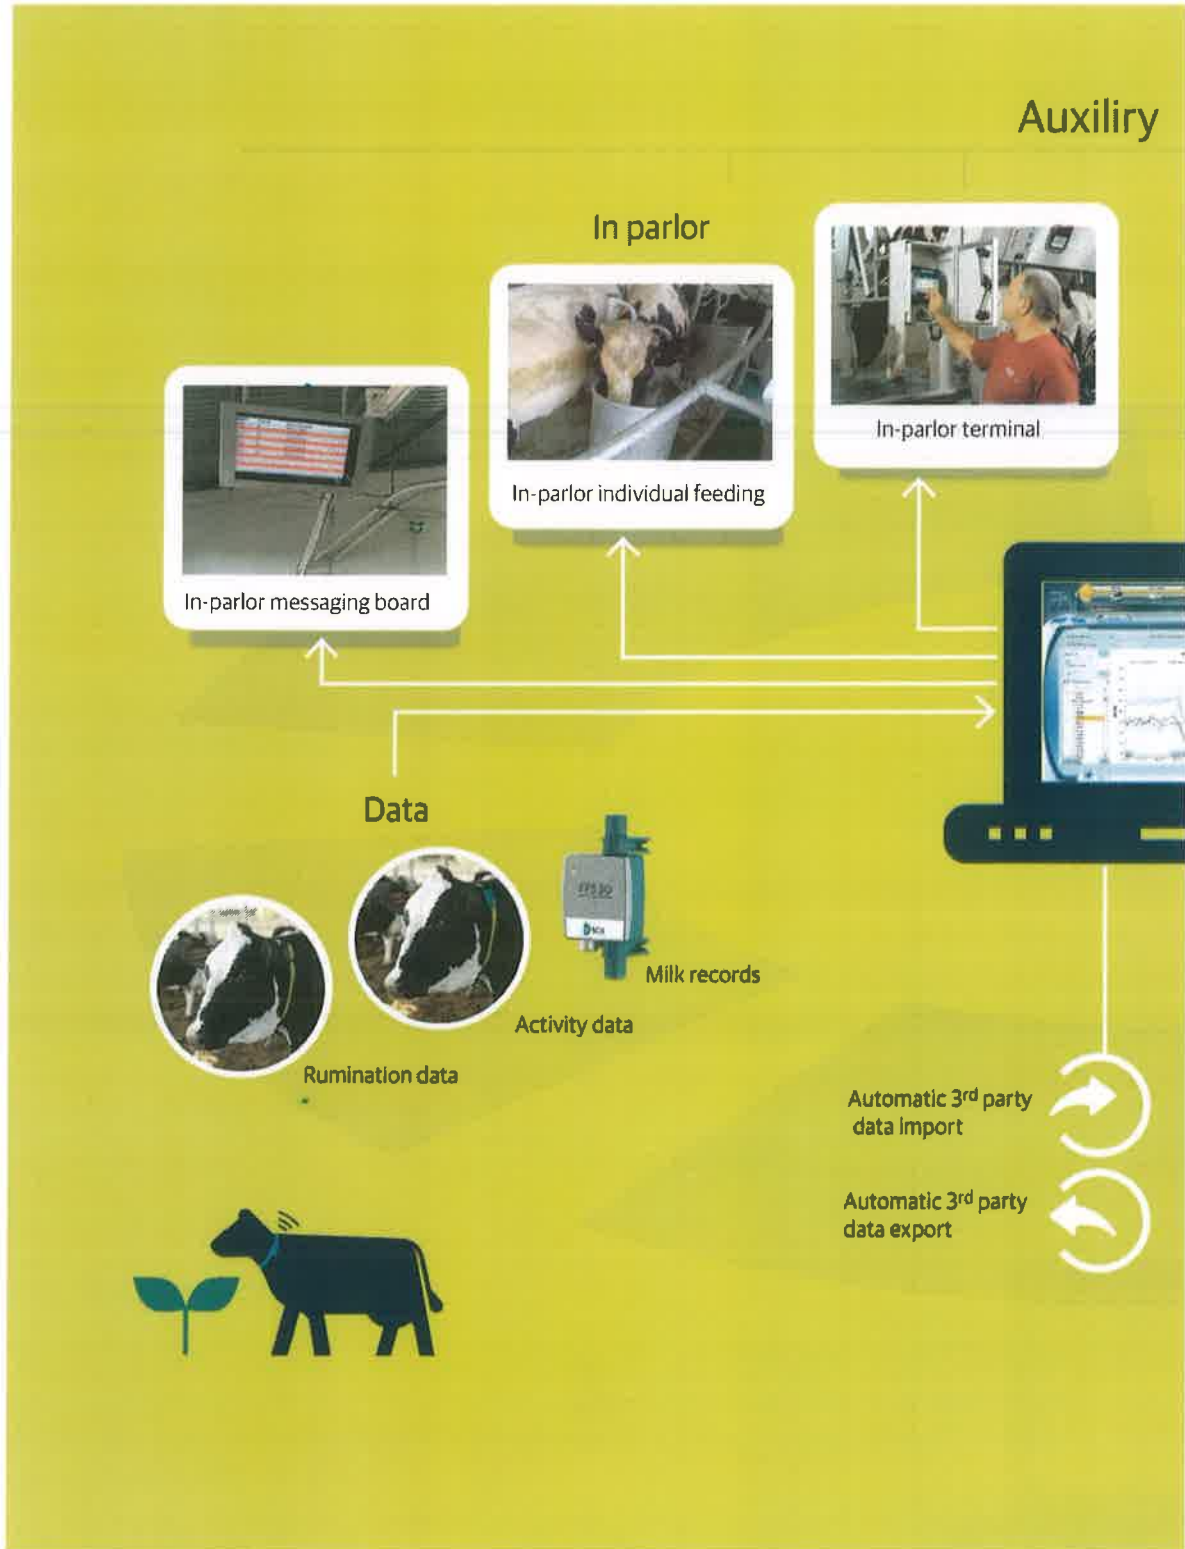 Auxiliry
In parlor
In-parlor terminal
In-parlor individual feeding
In-parlor messaging board
Data
SCR
Milk records
Activity data
Rumination data
Automatic 3rd party
data import
Automatic 3rd party
data export